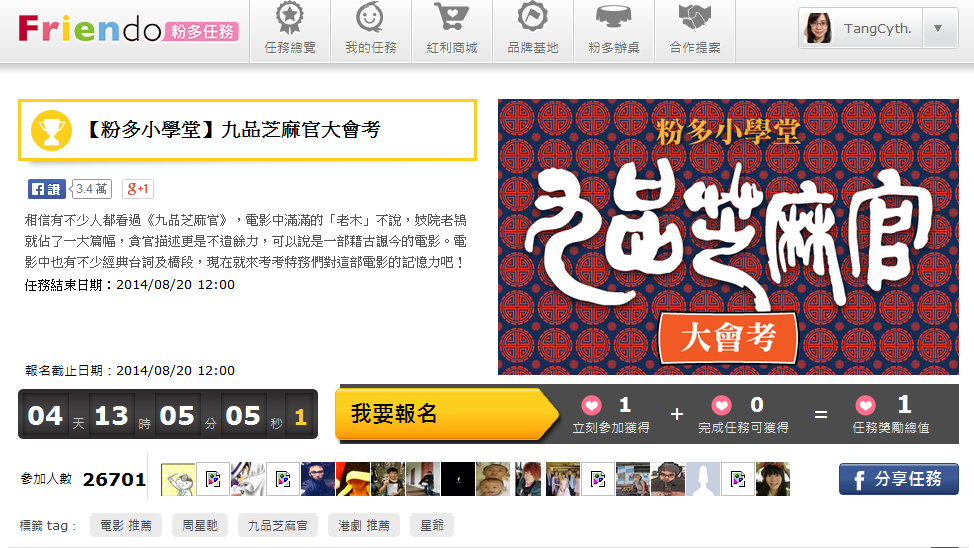 Friendo 粉多任務
任務總覽 我的任務 紅利商城 品牌基地 粉多辦桌 合作提案
TangCyth.
【粉多小學堂】九品芝麻官大會考
讚 3.4 萬 g+1
相信有不少人都看過《九品芝麻官》，電影中滿滿的「老木」不說，妓院老鴇
就佔了一大篇幅，貪官描述更是不遺餘力，可以說是一部藉古諷今的電影。電
影中也有不少經典台詞及橋段，現在就來考考特務們對這部電影的記憶力吧！
任務結束日期：2014/08/20 12:00
報名截止日期：2014/08/20 12:00
粉多小學堂
九品芝麻官
大會考
04 天 13 時 05 分 05 秒 1
我要報名
1 + 0 = 1
立刻參加獲得 完成任務可獲得 任務獎勵總值
參加人數 26701
f 分享任務
標籤 tag： 電影 推薦 周星馳 九品芝麻官 港劇 推薦 星爺